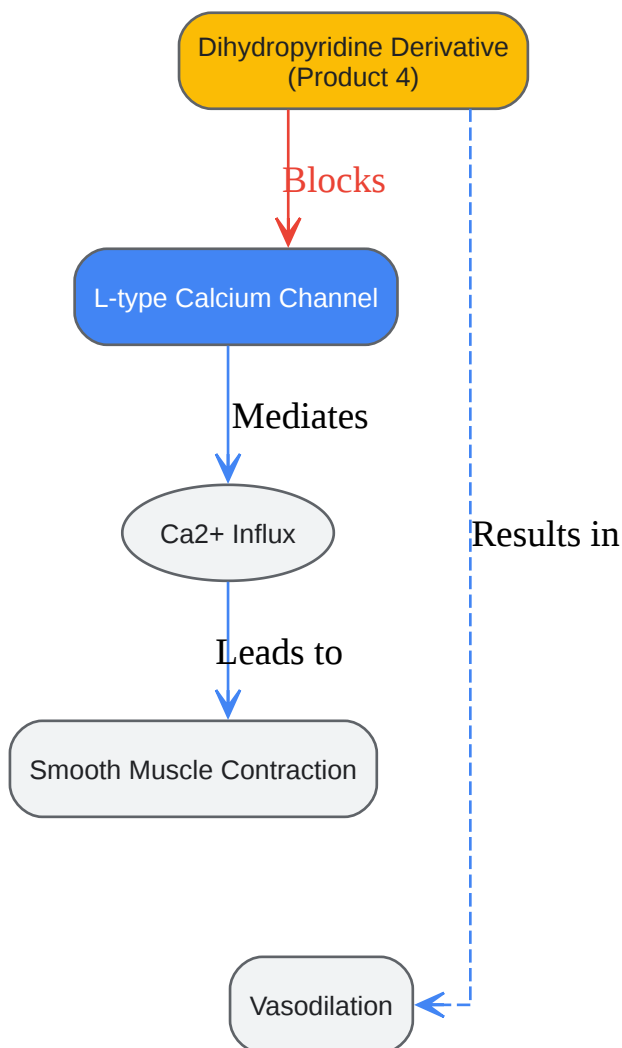 Dihydropyridine Derivative
(Product 4)
Blocks
L-type Calcium Channel
Mediates
Ca2+ Influx
Results in
Leads to
Smooth Muscle Contraction
Vasodilation